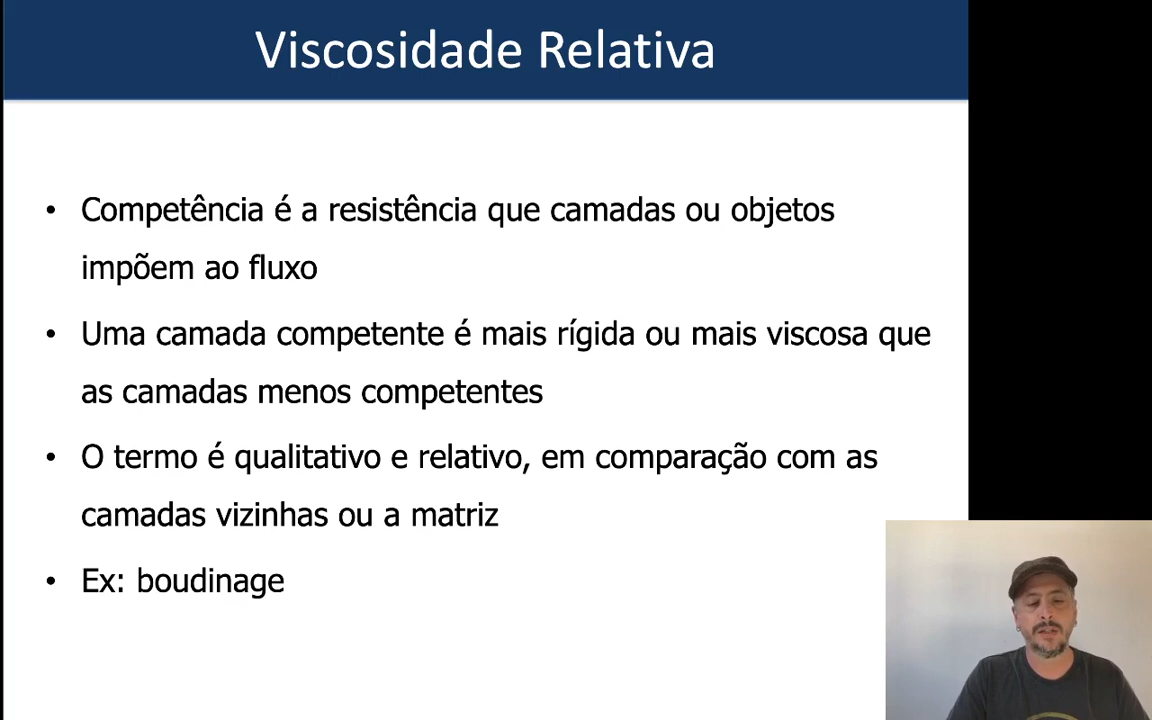 Viscosidade Relativa
• Competência é a resistência que camadas ou objetos
impõem ao fluxo
• Uma camada competente é mais rígida ou mais viscosa que
as camadas menos competentes
• O termo é qualitativo e relativo, em comparação com as
camadas vizinhas ou a matriz
• Ex: boudinage